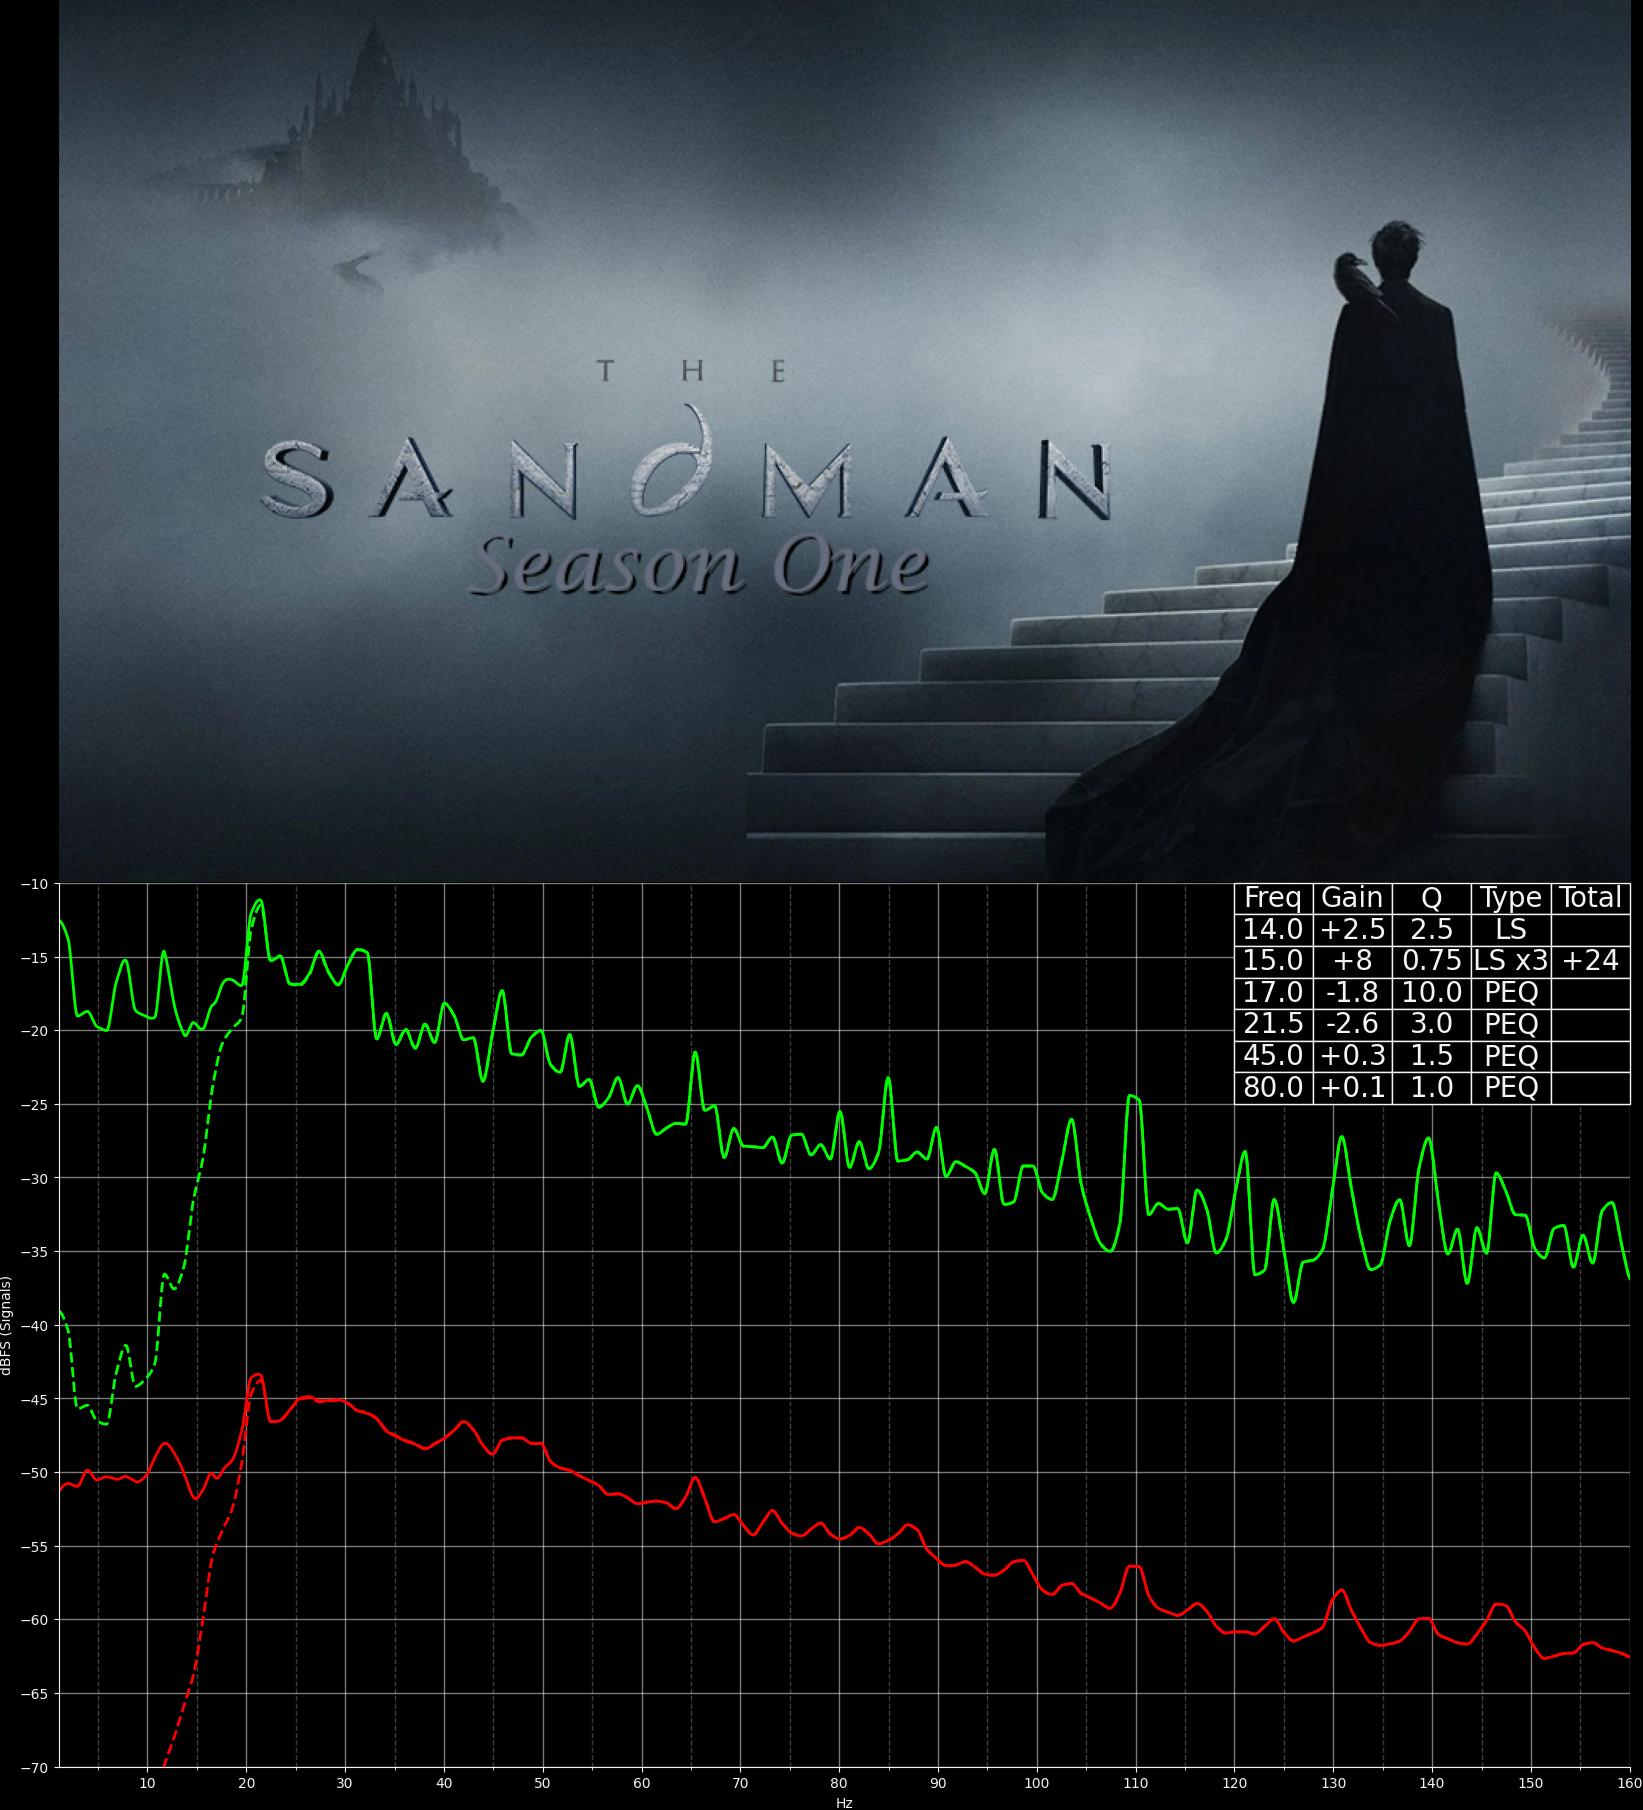 THE
SANdMAN
Season One
Freq Gain Q Type Total
14.0 +2.5 2.5 LS
15.0 +8 0.75 LS x3 +24
17.0 -1.8 10.0 PEQ
21.5 -2.6 3.0 PEQ
45.0 +0.3 1.5 PEQ
80.0 +0.1 1.0 PEQ
−10
−15
−20
−25
−30
−35
−40
−45
−50
−55
−60
−65
−70
dBFS (Signals)
10 20 30 40 50 60 70 80 90 100 110 120 130 140 150 160
Hz